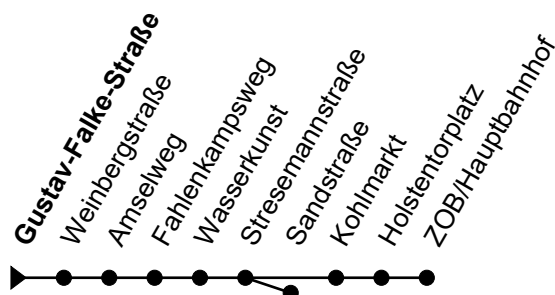 Gustav-Falke-Straße
Weinbergstraße
Amselweg
Fahlenkampsweg
Wasserkunst
Stresemannstraße
Sandstraße
Kohlmarkt
Holstentorplatz
ZOB/Hauptbahnhof